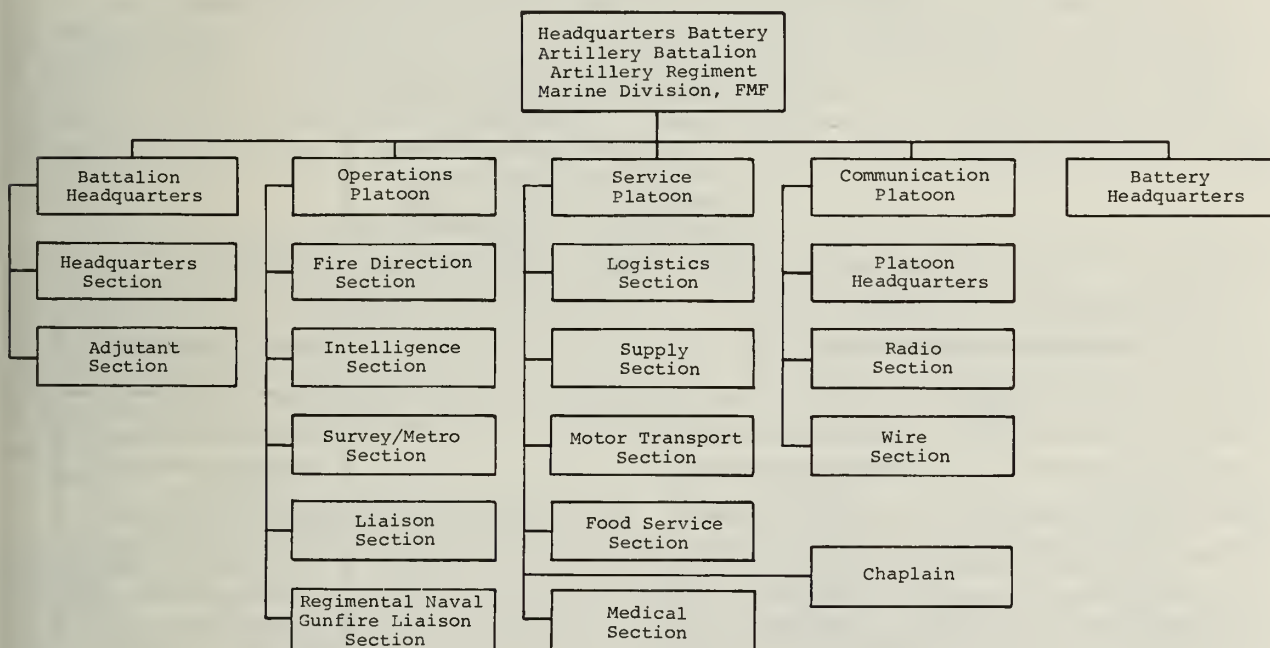 Headquarters Battery
Artillery Battalion
Artillery Regiment
Marine Division, FMF
Battalion
Headquarters
Operations
Platoon
Service
Platoon
Communication
Platoon
Battery
Headquarters
Headquarters
Section
Fire Direction
Section
Logistics
Section
Platoon
Headquarters
Adjutant
Section
Intelligence
Section
Supply
Section
Radio
Section
Survey/Metro
Section
Motor Transport
Section
Wire
Section
Liaison
Section
Food Service
Section
Chaplain
Regimental Naval
Gunfire Liaison
Section
Medical
Section